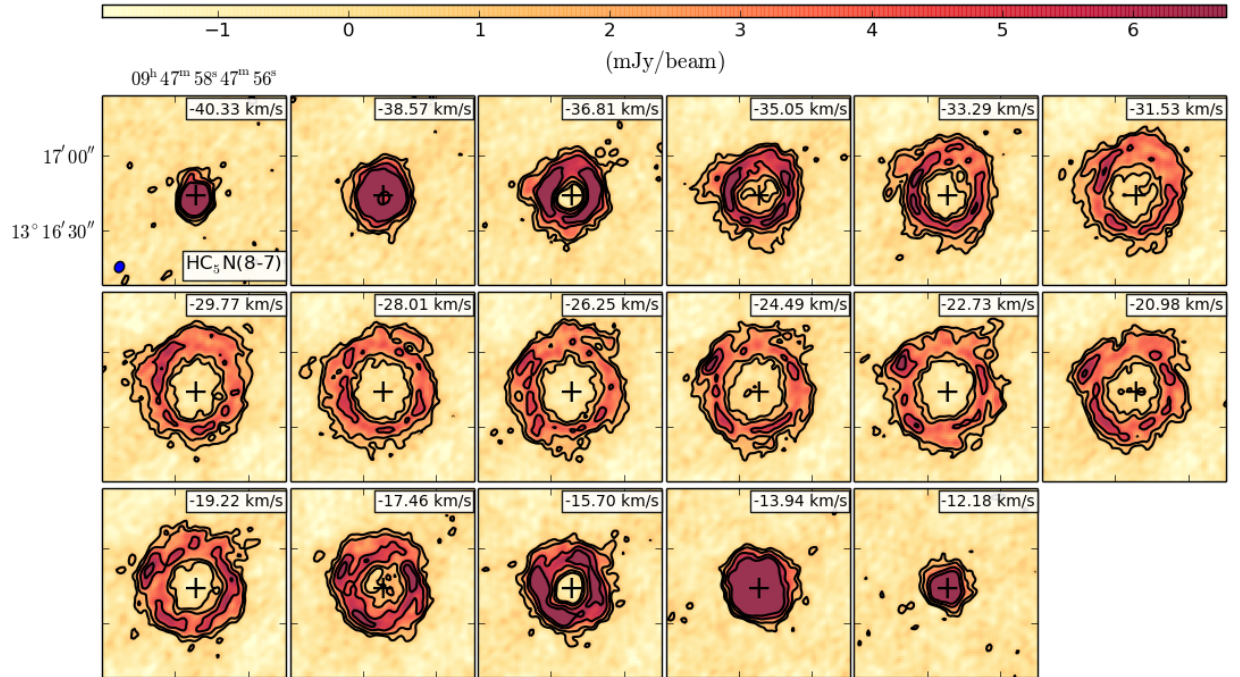 −1 0 1 2 3 4 5 6
(mJy/beam)
09ʰ 47ᵐ 58ˢ 47ᵐ 56ˢ
-40.33 km/s -38.57 km/s -36.81 km/s -35.05 km/s -33.29 km/s -31.53 km/s
17′ 00″
13° 16′ 30″
HC₅N(8-7)
-29.77 km/s -28.01 km/s -26.25 km/s -24.49 km/s -22.73 km/s -20.98 km/s
-19.22 km/s -17.46 km/s -15.70 km/s -13.94 km/s -12.18 km/s